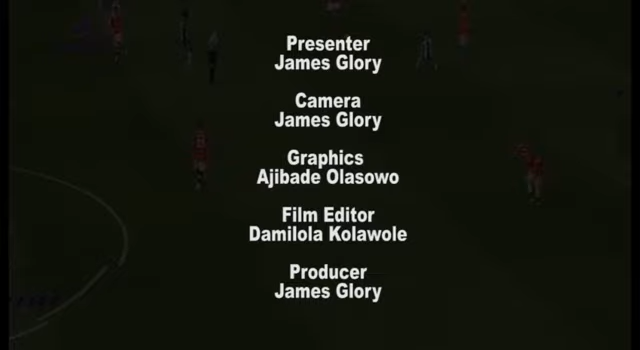 Presenter
James Glory
Camera
James Glory
Graphics
Ajibade Olasowo
Film Editor
Damilola Kolawole
Producer
James Glory